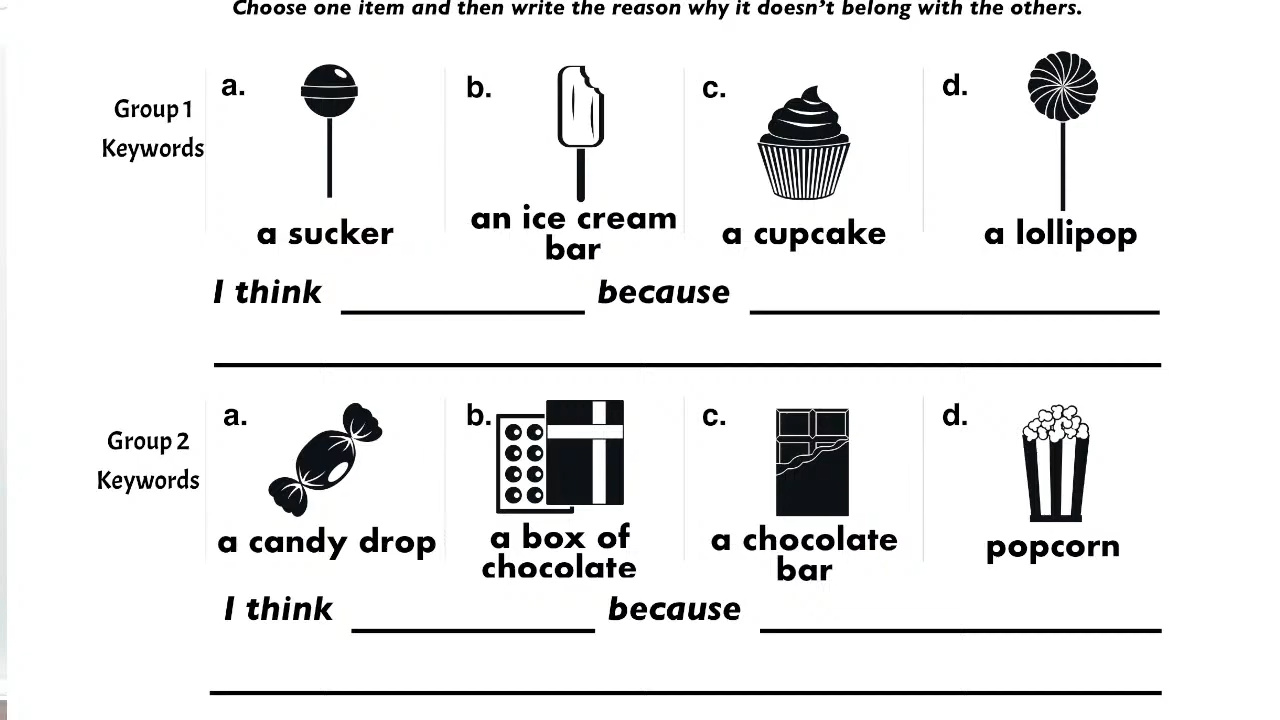 Choose one item and then write the reason why it doesn't belong with the others.
Group 1
Keywords
a.
b.
c.
d.
a sucker
an ice cream
bar
a cupcake
a lollipop
I think because
Group 2
Keywords
a.
b.
c.
d.
a candy drop
a box of
chocolate
a chocolate
bar
popcorn
I think because